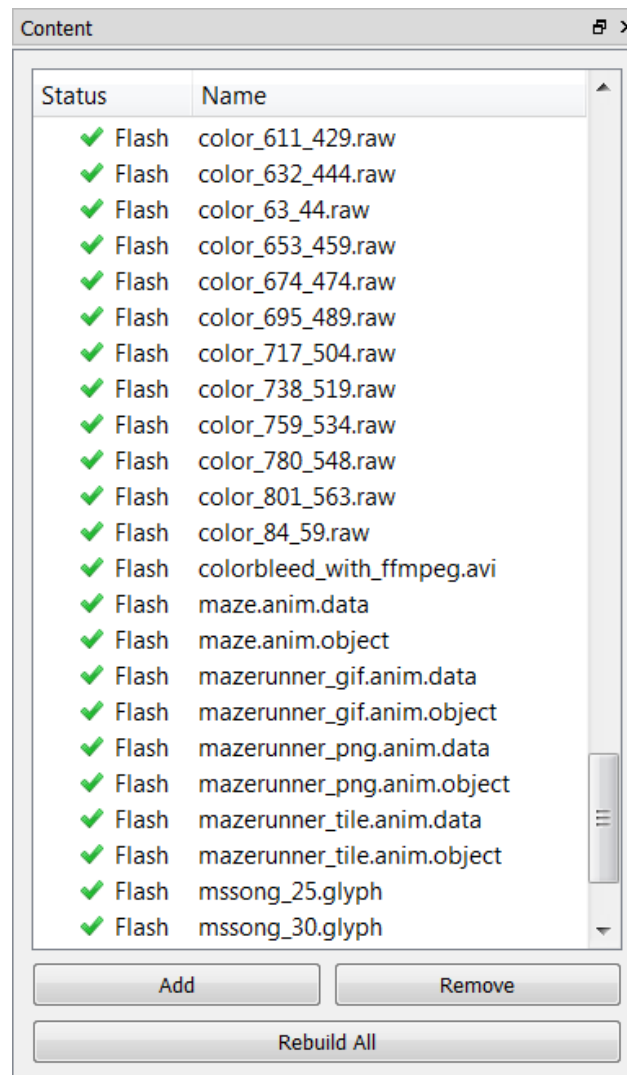 Content
Status Name
Flash color_611_429.raw
Flash color_632_444.raw
Flash color_63_44.raw
Flash color_653_459.raw
Flash color_674_474.raw
Flash color_695_489.raw
Flash color_717_504.raw
Flash color_738_519.raw
Flash color_759_534.raw
Flash color_780_548.raw
Flash color_801_563.raw
Flash color_84_59.raw
Flash colorbleed_with_ffmpeg.avi
Flash maze.anim.data
Flash maze.anim.object
Flash mazerunner_gif.anim.data
Flash mazerunner_gif.anim.object
Flash mazerunner_png.anim.data
Flash mazerunner_png.anim.object
Flash mazerunner_tile.anim.data
Flash mazerunner_tile.anim.object
Flash mssong_25.glyph
Flash mssong_30.glyph
Add Remove
Rebuild All